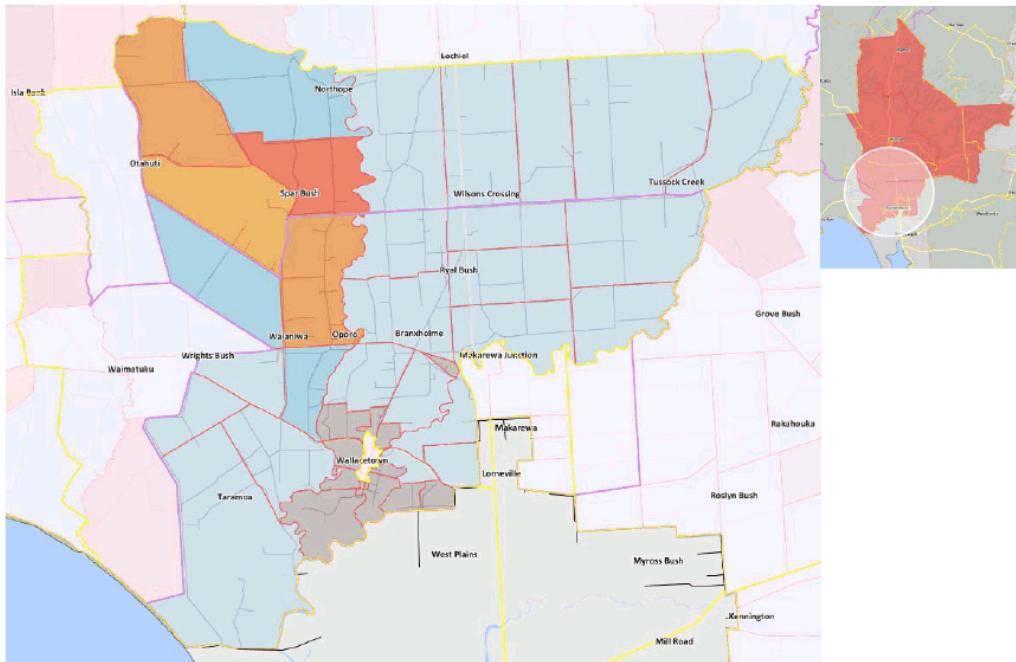 Lochiel
Isla Bank
Northope
Otahuti
Spar Bush
Wilsons Crossing
Tussock Creek
Ryal Bush
Grove Bush
Waianiwa
Oporo
Branxholme
Wrights Bush
Makarewa Junction
Waimatuku
Makarewa
Rakahouka
Wallacetown
Lorneville
Taramoa
Roslyn Bush
West Plains
Myross Bush
Kennington
Mill Road